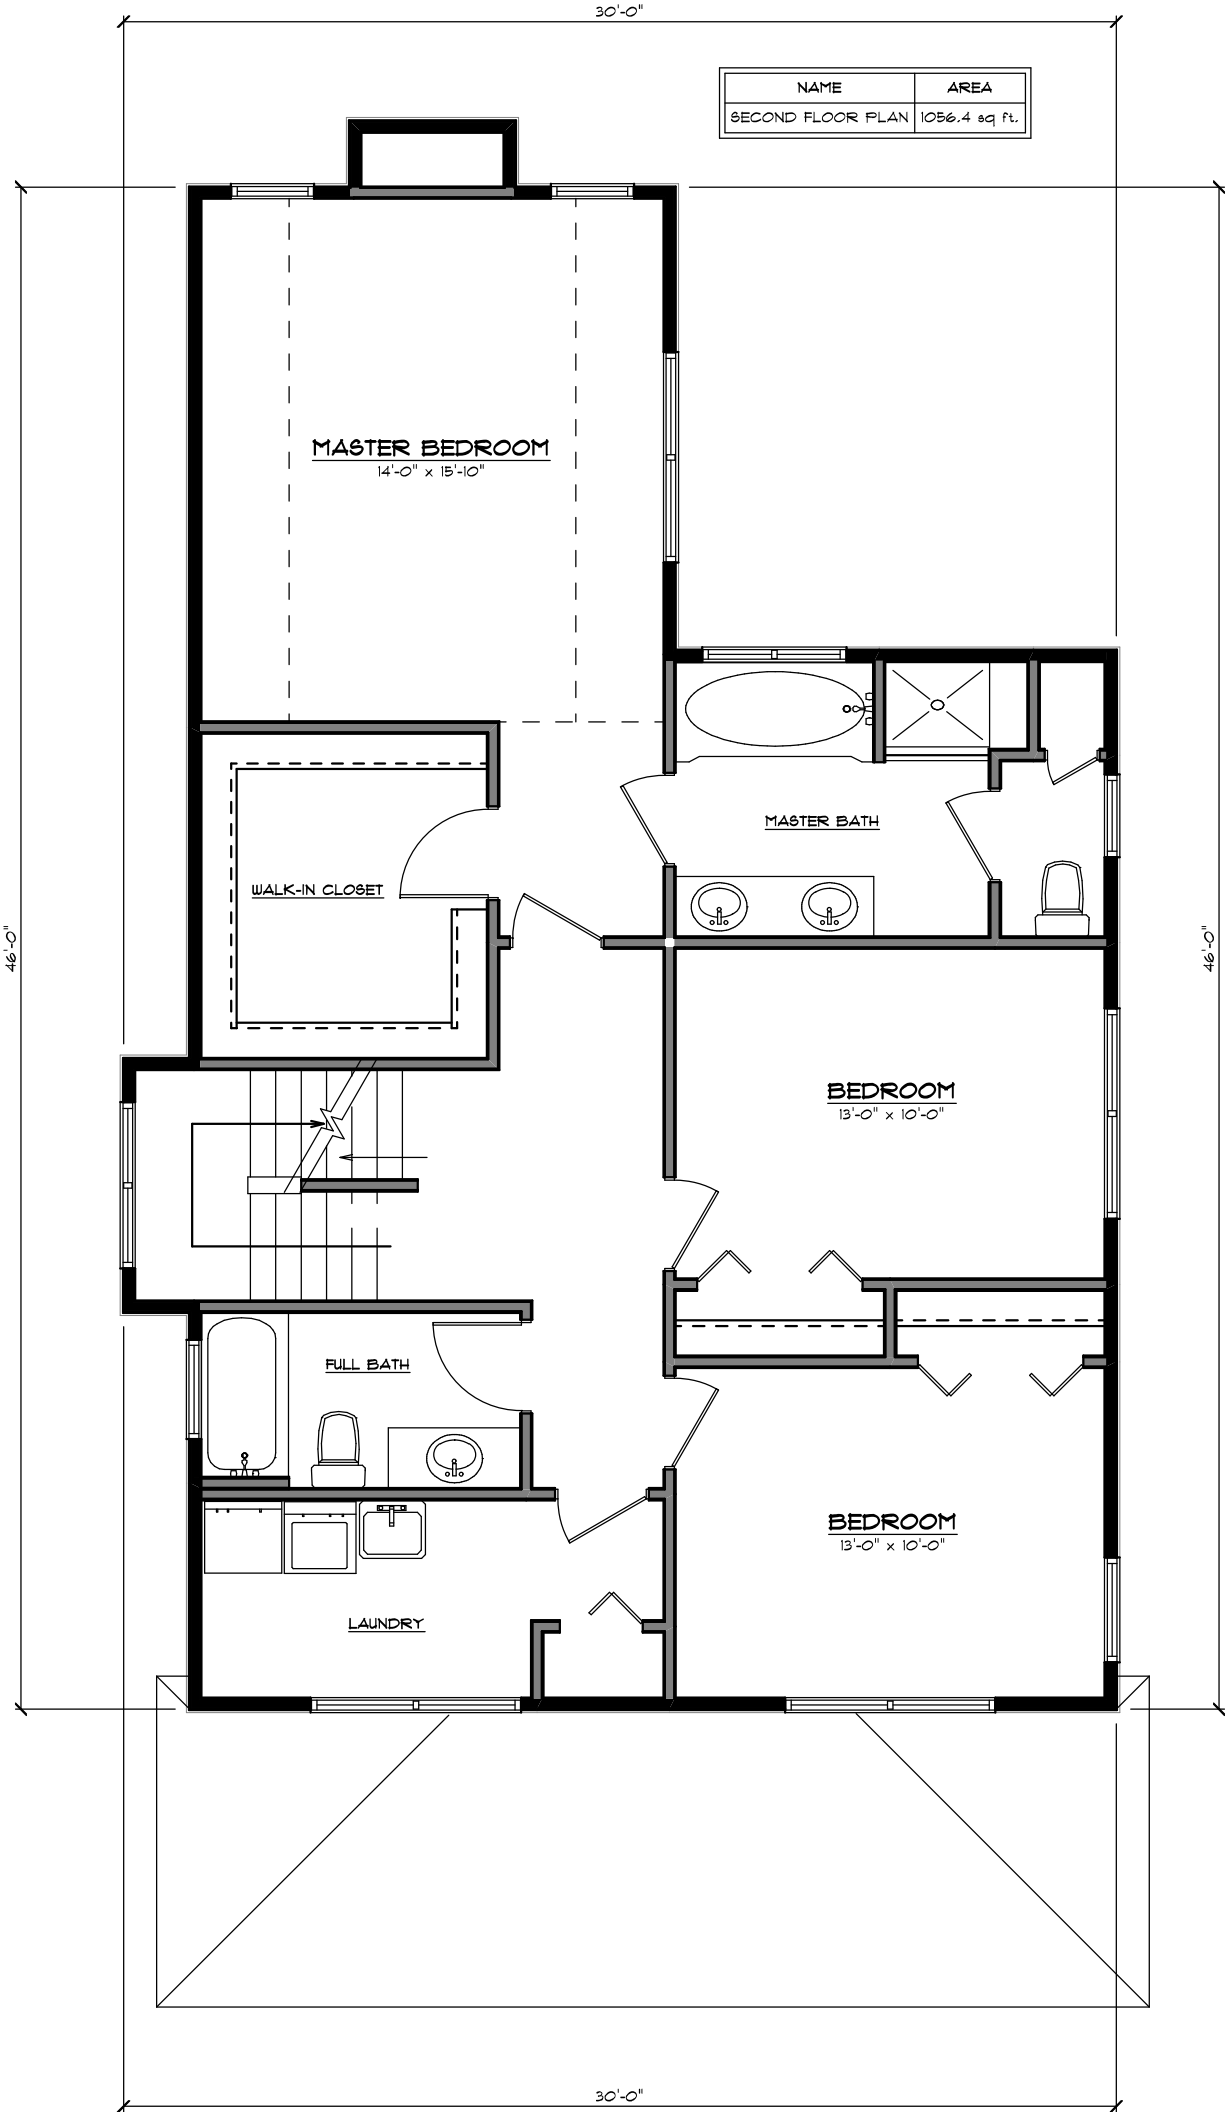 30'-0"
NAME AREA
SECOND FLOOR PLAN 1056.4 sq ft.
MASTER BEDROOM
14'-0" x 15'-10"
MASTER BATH
WALK-IN CLOSET
46'-0"
46'-0"
BEDROOM
13'-0" x 10'-0"
FULL BATH
BEDROOM
13'-0" x 10'-0"
LAUNDRY
30'-0"